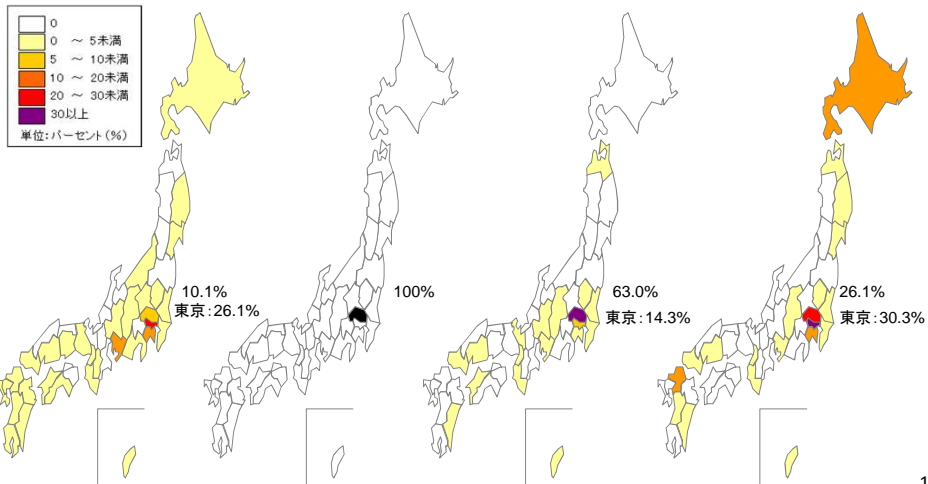 0
0 ～ 5未満
5 ～ 10未満
10 ～ 20未満
20 ～ 30未満
30以上
単位：パーセント(%)
10.1%
東京：26.1%
100%
63.0%
東京：14.3%
26.1%
東京：30.3%
1